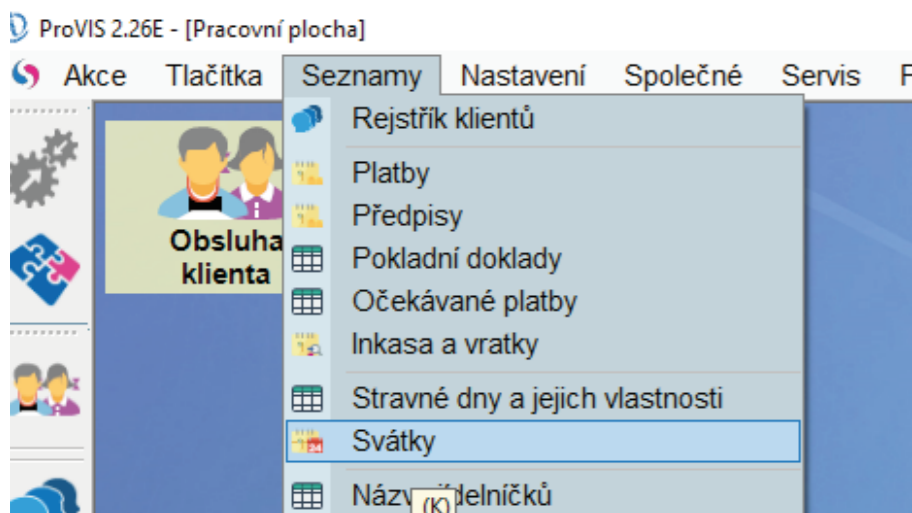 ProVIS 2.26E - [Pracovní plocha]
Akce Tlačítka Seznamy Nastavení Společné Servis
Rejstřík klientů
Platby
Předpisy
Obsluha
klienta
Pokladní doklady
Očekávané platby
Inkasa a vratky
Stravné dny a jejich vlastnosti
Svátky
(K)